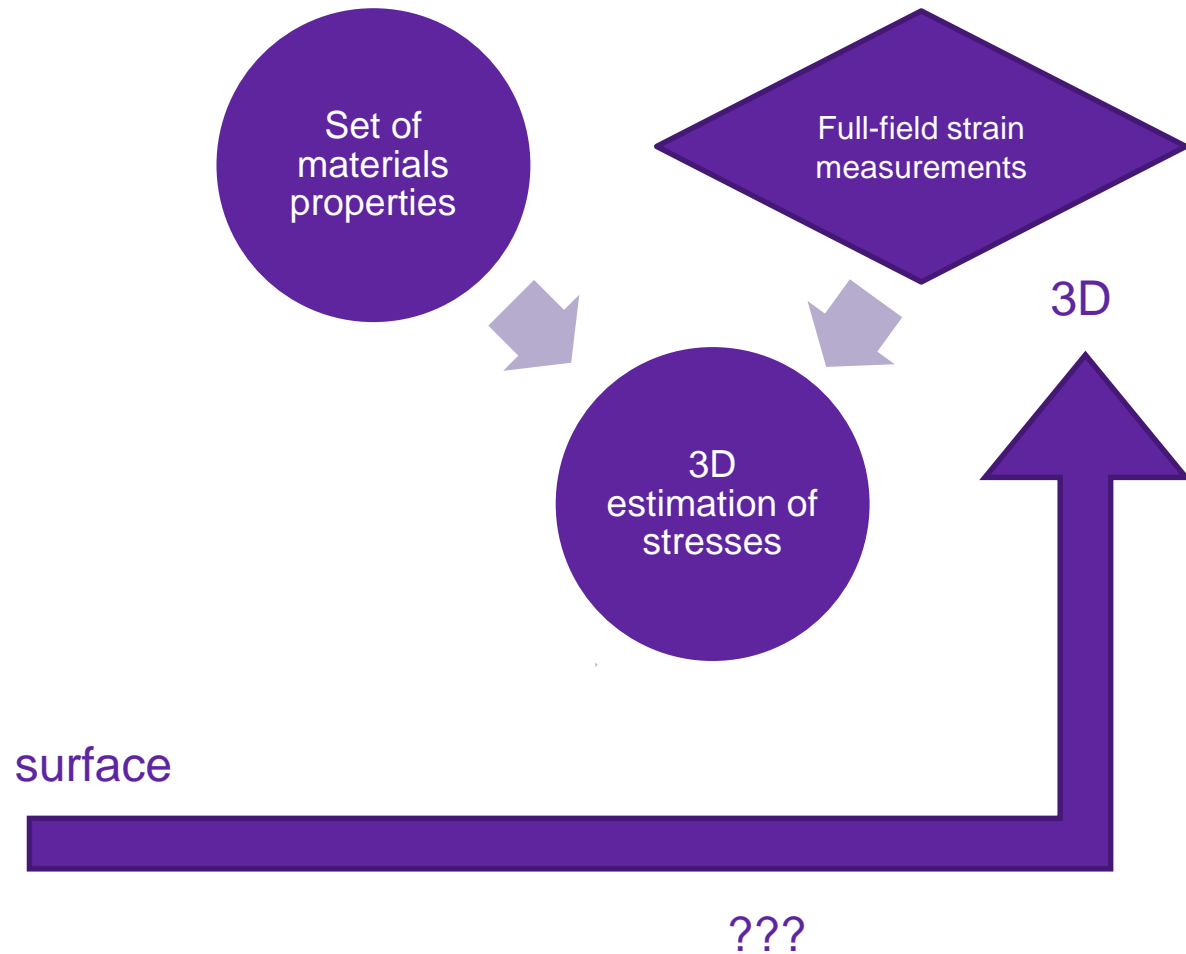 Set of
materials
properties
Full-field strain
measurements
3D
3D
estimation of
stresses
surface
???